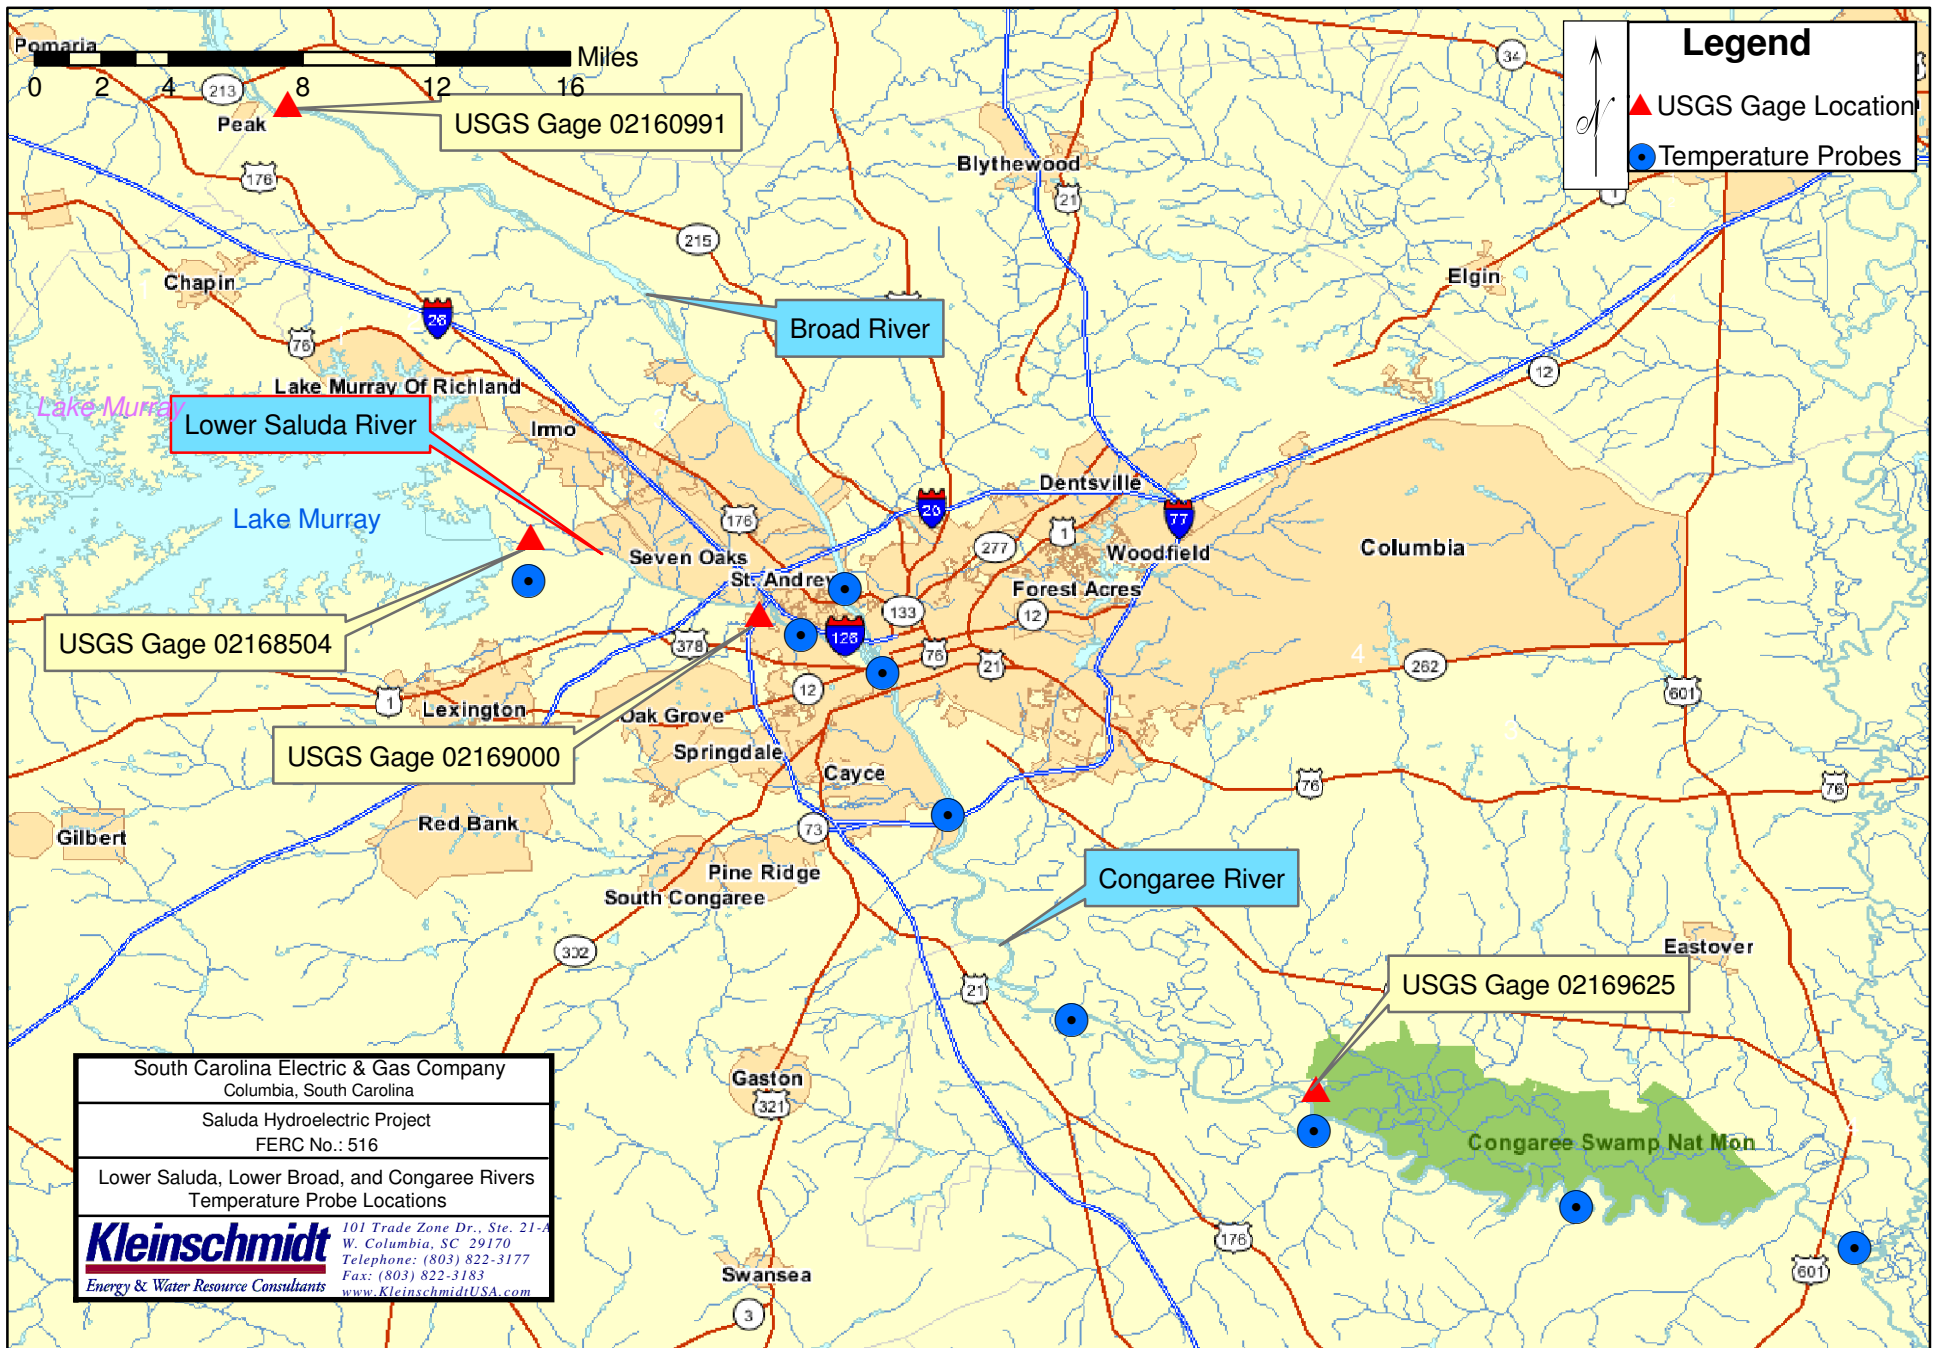 Pomaria
Miles
0 2 4 8 12 16
213
Peak
USGS Gage 02160991
176
215
Blythewood
21
34
Legend
USGS Gage Location
Temperature Probes
N
1
Elgin
Chapin
76
26
Broad River
12
Lake Murray Of Richland
Lake Murray
Lower Saluda River
Irmo
Lake Murray
176
20
Dentsville
77
277
1
Woodfield
Columbia
Seven Oaks
St. Andrew
Forest Acres
133
12
USGS Gage 02168504
378
126
76
21
4
262
601
1
Lexington
12
Oak Grove
3
USGS Gage 02169000
Springdale
Cayce
76
76
Gilbert
Red Bank
73
Pine Ridge
South Congaree
Congaree River
302
21
Eastover
USGS Gage 02169625
Gaston
321
Congaree Swamp Nat Mon
176
601
Swansea
3
South Carolina Electric & Gas Company
Columbia, South Carolina
Saluda Hydroelectric Project
FERC No.: 516
Lower Saluda, Lower Broad, and Congaree Rivers
Temperature Probe Locations
Kleinschmidt
Energy & Water Resource Consultants
101 Trade Zone Dr., Ste. 21-A
W. Columbia, SC 29170
Telephone: (803) 822-3177
Fax: (803) 822-3183
www.KleinschmidtUSA.com